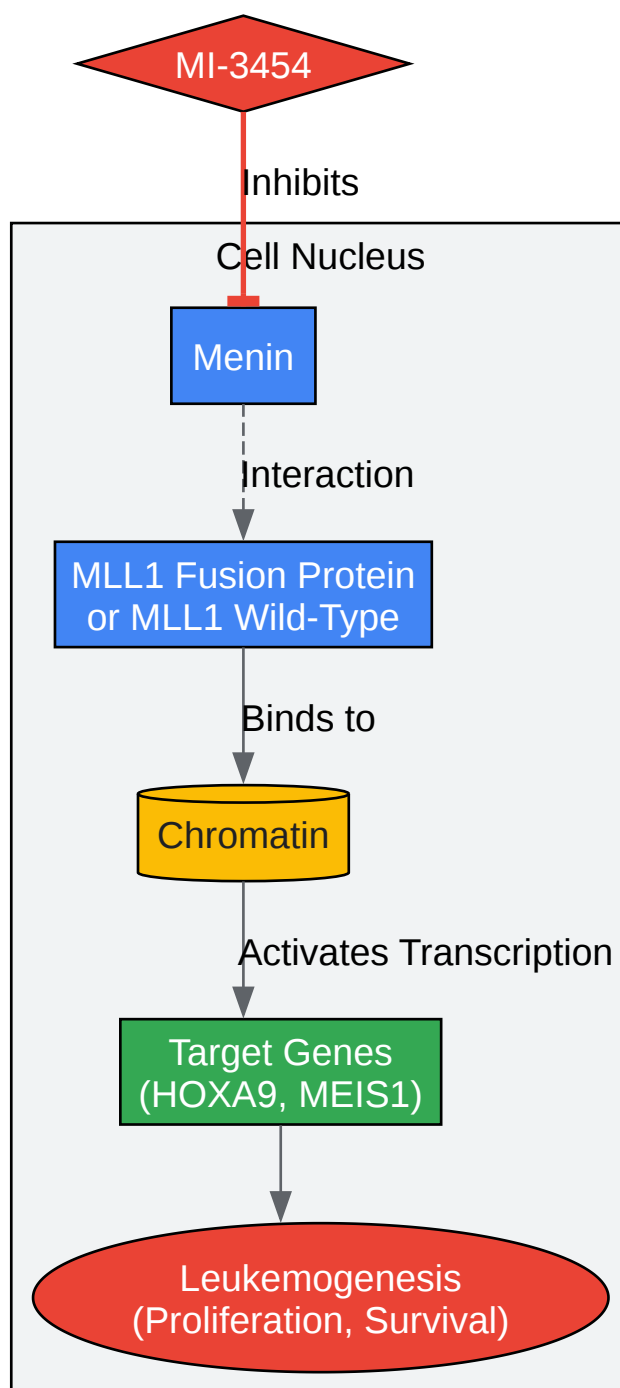 MI-3454
Inhibits
Cell Nucleus
Menin
Interaction
MLL1 Fusion Protein
or MLL1 Wild-Type
Binds to
Chromatin
Activates Transcription
Target Genes
(HOXA9, MEIS1)
Leukemogenesis
(Proliferation, Survival)